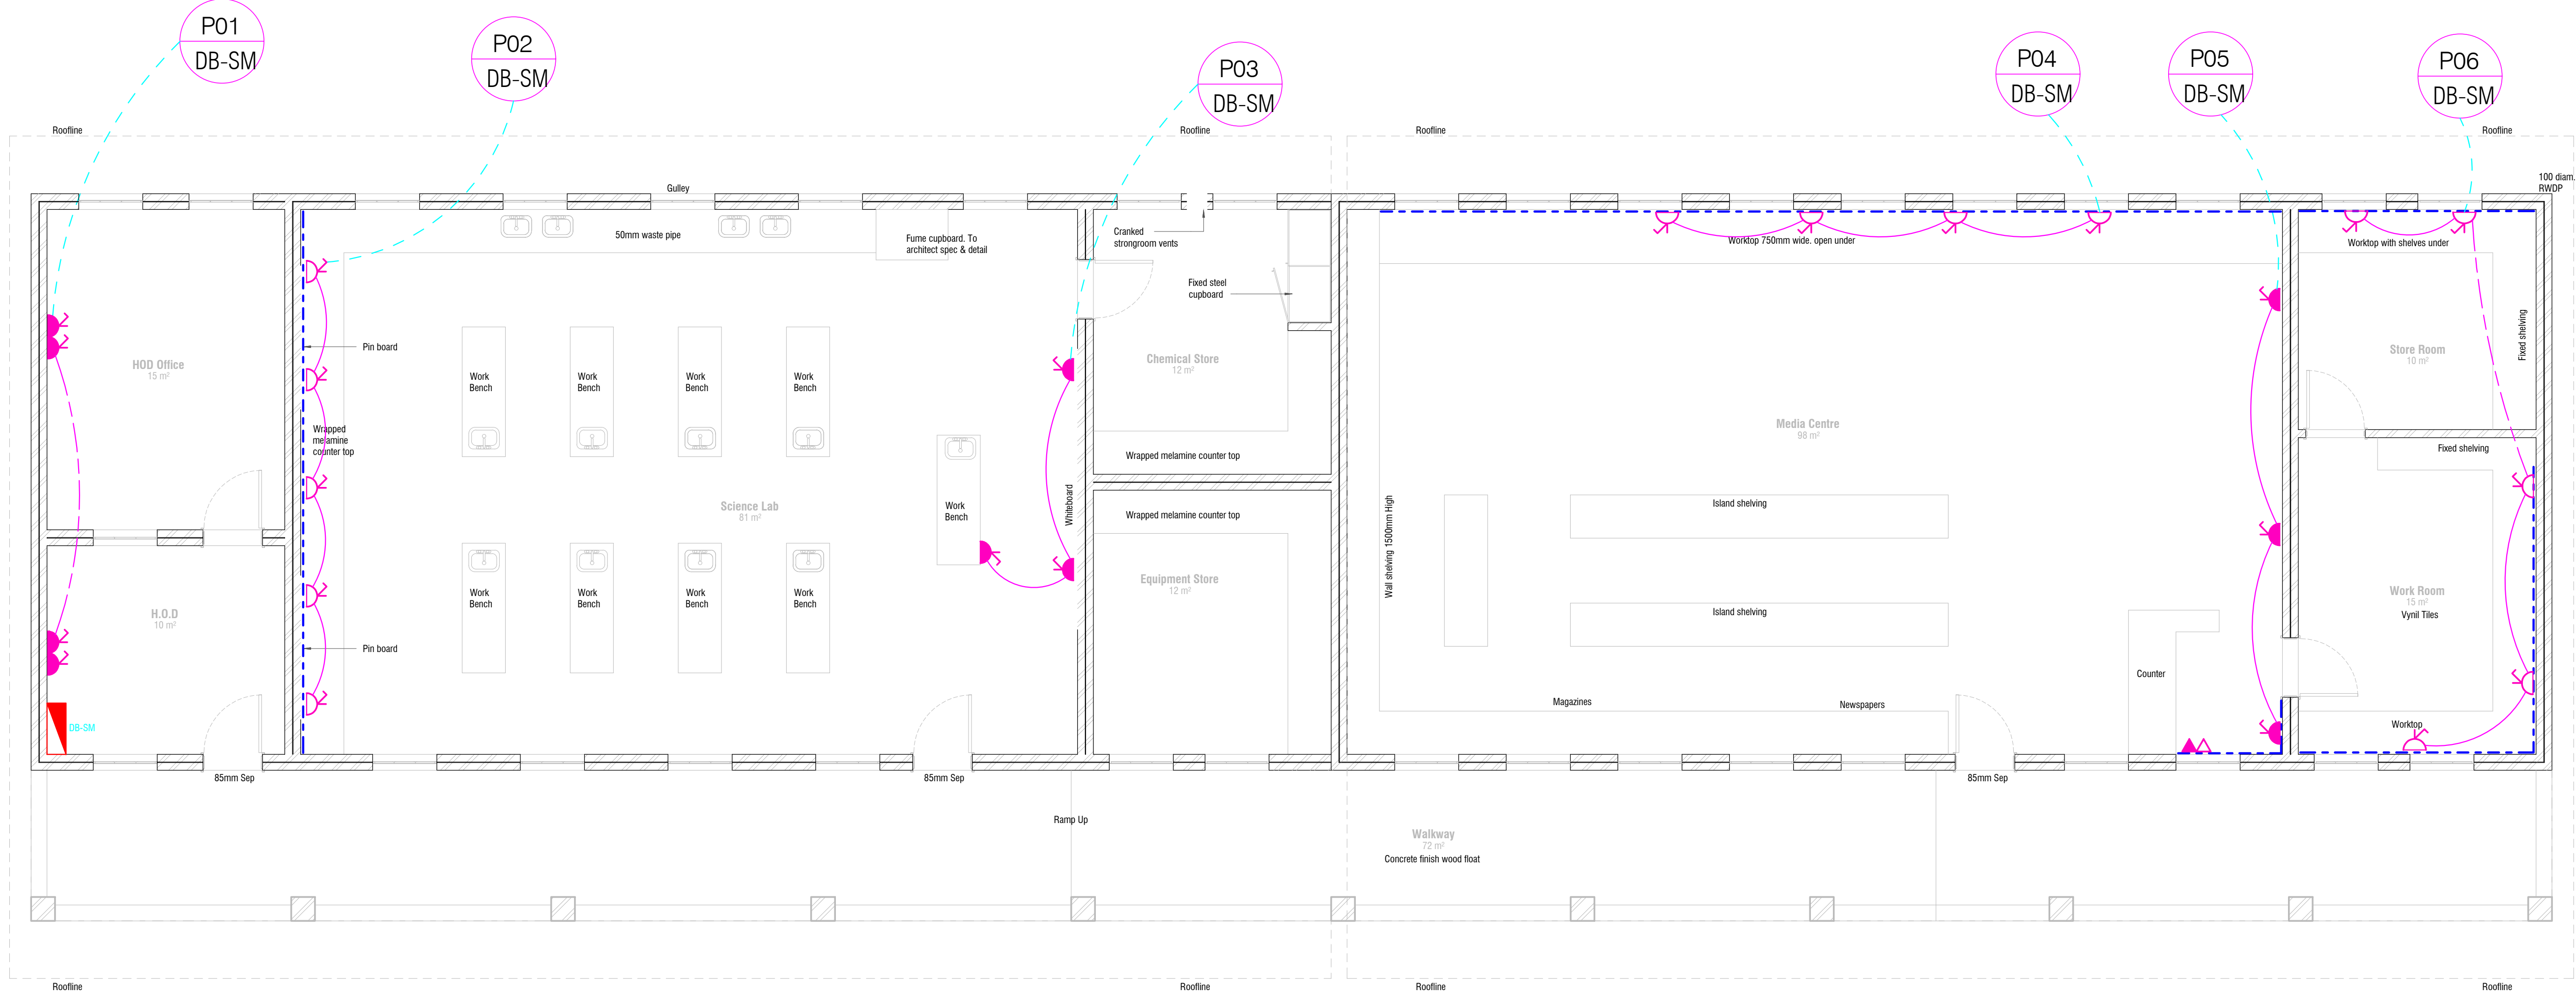 P01
DB-SM
P02
DB-SM
P03
DB-SM
P04
DB-SM
P05
DB-SM
P06
DB-SM
Roofline
Roofline
Roofline
Roofline
Gulley
100 diam.
RWDP
50mm waste pipe
Fume cupboard. To
architect spec & detail
Cranked
strongroom vents
Worktop 750mm wide. open under
Worktop with shelves under
Fixed steel
cupboard
Pin board
HOD Office
15 m²
Work
Bench
Work
Bench
Work
Bench
Work
Bench
Chemical Store
12 m²
Store Room
10 m²
Fixed shelving
Wrapped
melamine
counter top
Media Centre
98 m²
Wrapped melamine counter top
Fixed shelving
Science Lab
81 m²
Work
Bench
Whiteboard
Wrapped melamine counter top
Wall shelving 1500mm High
Island shelving
H.O.D
10 m²
Work
Bench
Work
Bench
Work
Bench
Work
Bench
Equipment Store
12 m²
Island shelving
Work Room
15 m²
Vynil Tiles
Pin board
Counter
Magazines
Newspapers
Worktop
DB-SM
85mm Sep
85mm Sep
85mm Sep
Ramp Up
Walkway
72 m²
Concrete finish wood float
Roofline
Roofline
Roofline
Roofline